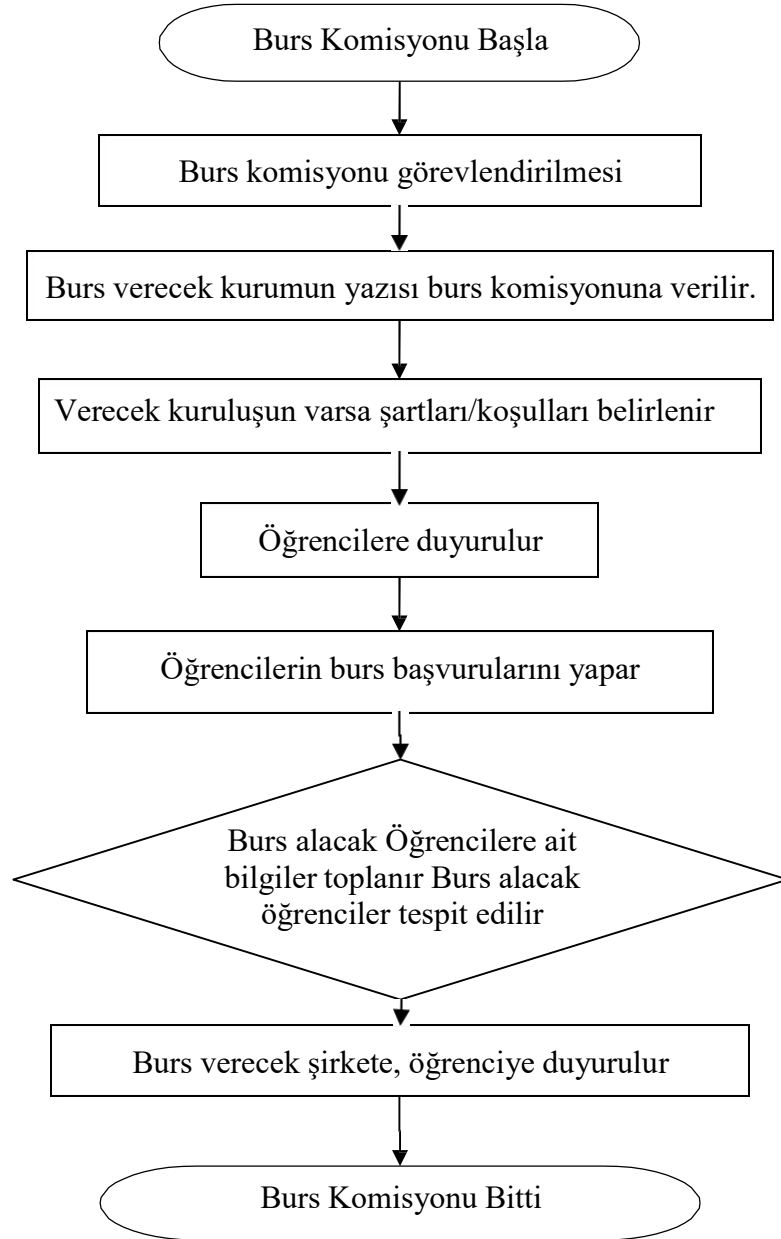 Burs Komisyonu Başla
Burs komisyonu görevlendirilmesi
Burs verecek kurumun yazısı burs komisyonuna verilir.
Verecek kuruluşun varsa şartları/koşulları belirlenir
Öğrencilere duyurulur
Öğrencilerin burs başvurularını yapar
Burs alacak Öğrencilere ait
bilgiler toplanır Burs alacak
öğrenciler tespit edilir
Burs verecek şirkete, öğrenciye duyurulur
Burs Komisyonu Bitti